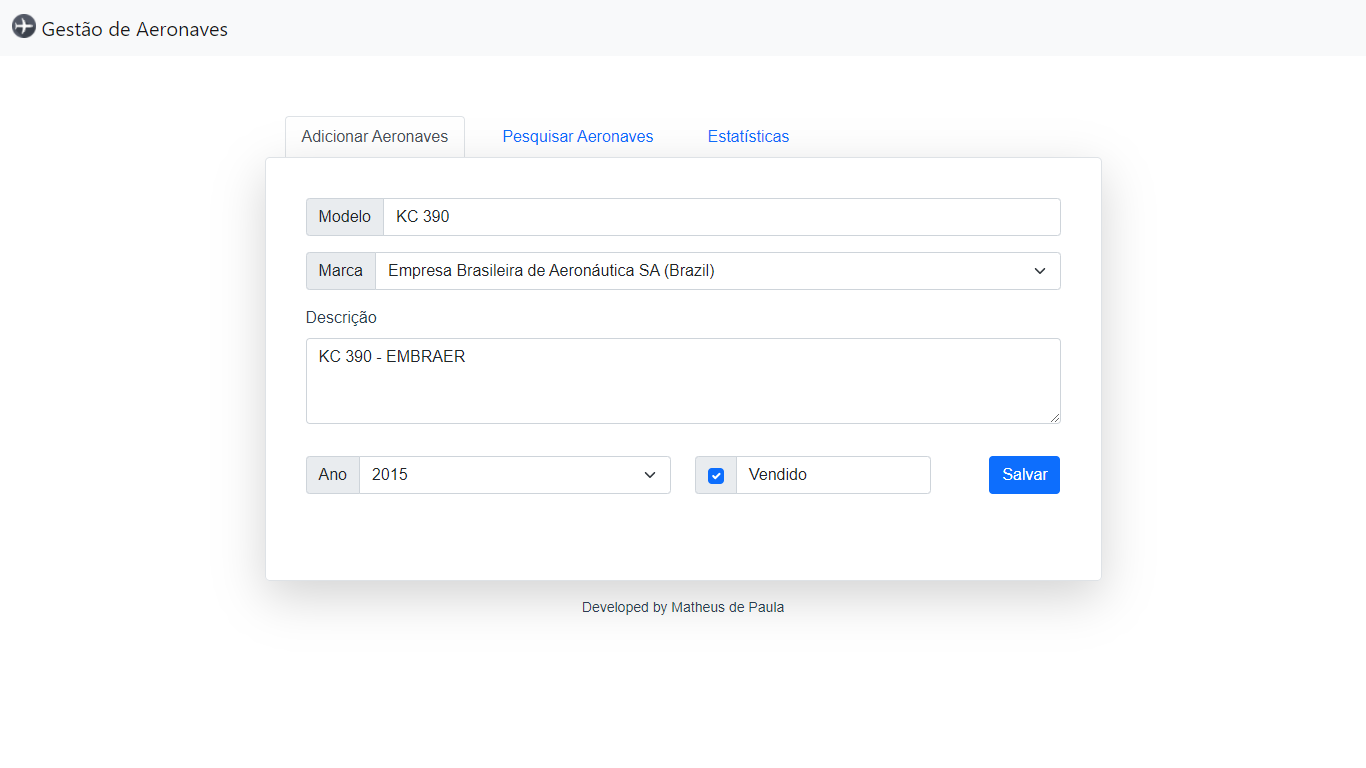 Gestão de Aeronaves
Adicionar Aeronaves Pesquisar Aeronaves Estatísticas
Modelo KC 390
Marca Empresa Brasileira de Aeronáutica SA (Brazil)
Descrição
KC 390 - EMBRAER
Ano 2015 Vendido Salvar
Developed by Matheus de Paula